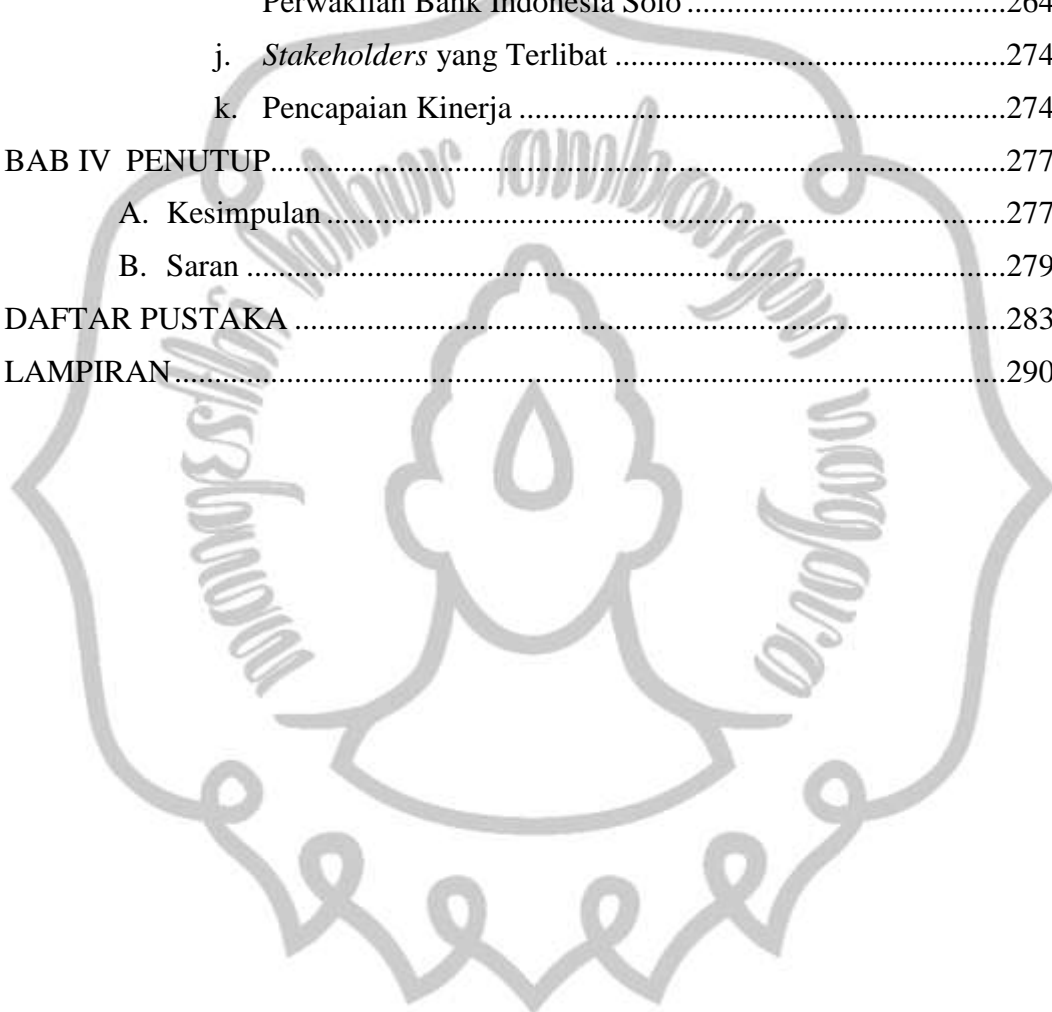 Perwakilan Bank Indonesia Solo ........................................264
j. Stakeholders yang Terlibat .................................................274
k. Pencapaian Kinerja .............................................................274
BAB IV PENUTUP.............................................................................................277
A. Kesimpulan ......................................................................................277
B. Saran ................................................................................................279
DAFTAR PUSTAKA ..........................................................................................283
LAMPIRAN .......................................................................................................290